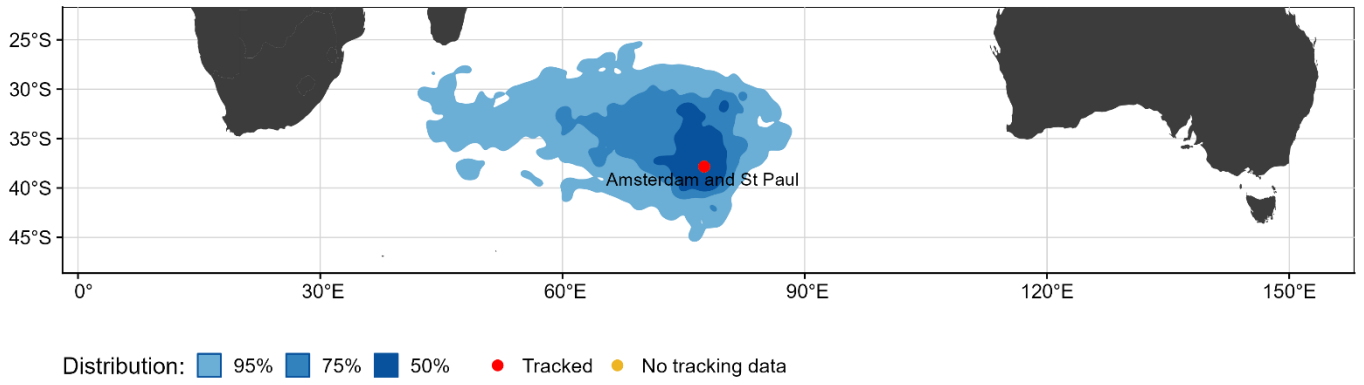 25°S
30°S
35°S
40°S
45°S
Amsterdam and St Paul
0° 30°E 60°E 90°E 120°E 150°E
Distribution: 95% 75% 50% Tracked No tracking data